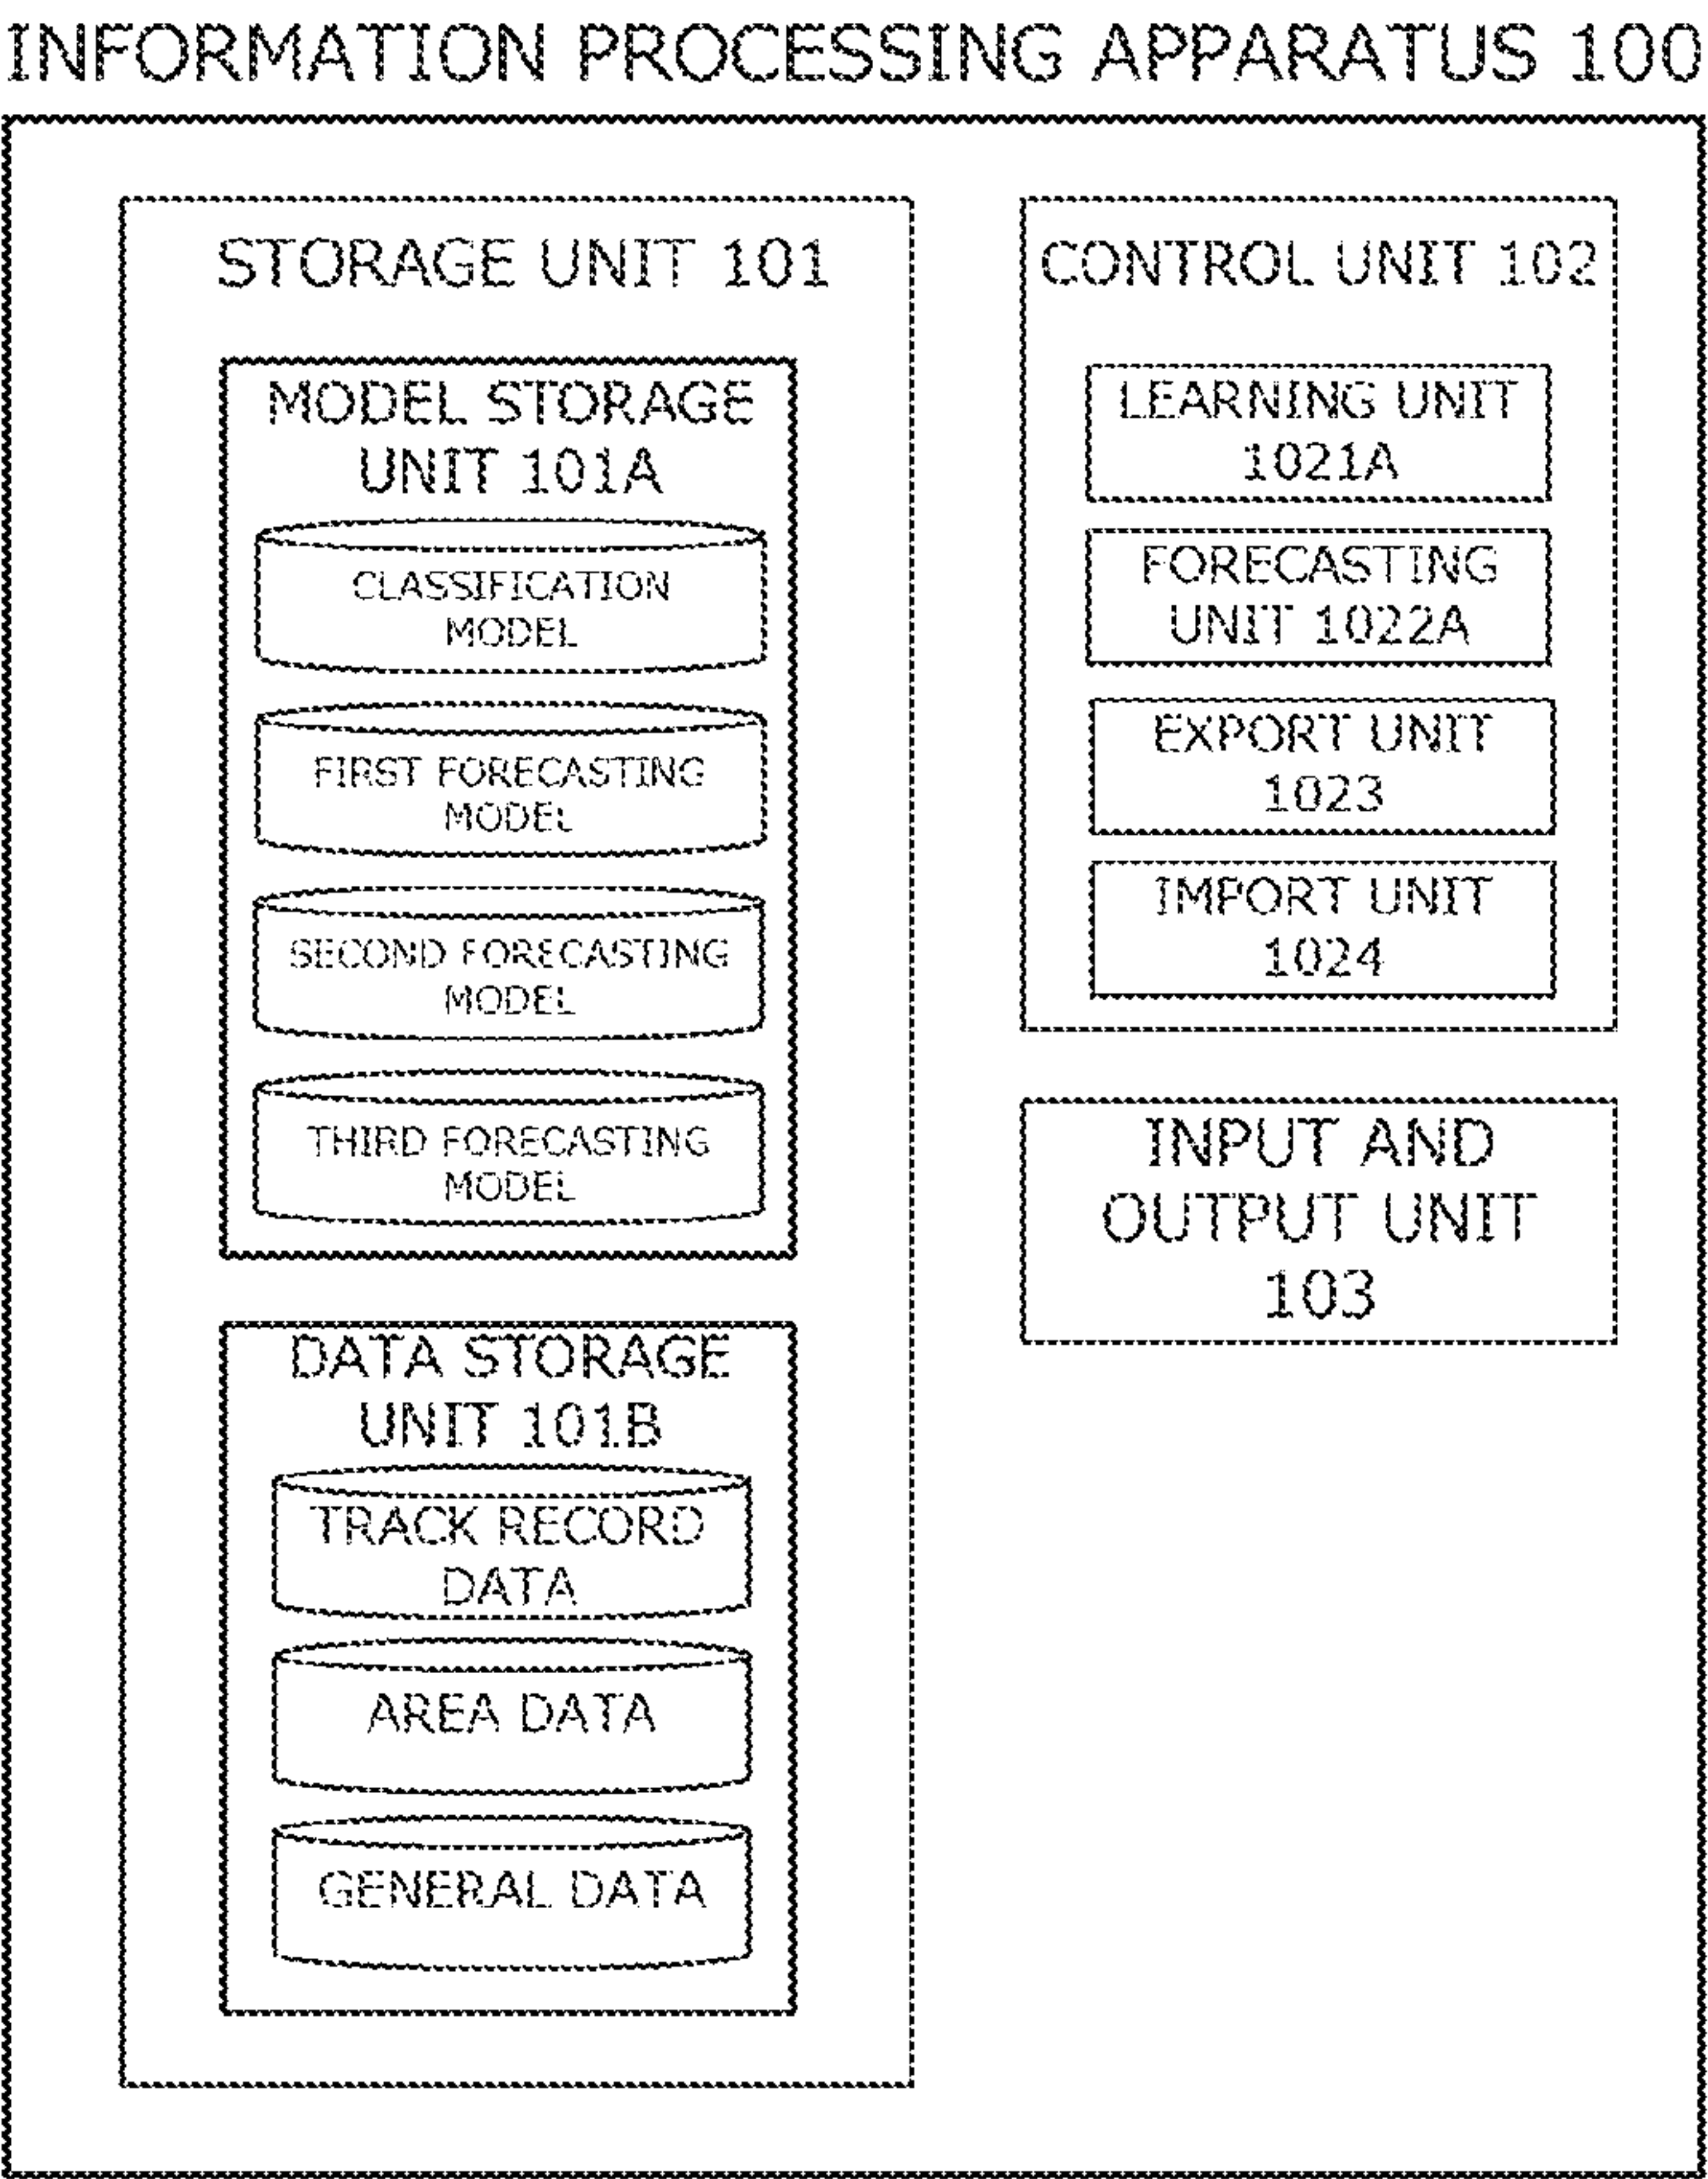 INFORMATION PROCESSING APPARATUS 100
STORAGE UNIT 101
MODEL STORAGE
UNIT 101A
CLASSIFICATION
MODEL
FIRST FORECASTING
MODEL
SECOND FORECASTING
MODEL
THIRD FORECASTING
MODEL
DATA STORAGE
UNIT 101B
TRACK RECORD
DATA
AREA DATA
GENERAL DATA
CONTROL UNIT 102
LEARNING UNIT
1021A
FORECASTING
UNIT 1022A
EXPORT UNIT
1023
IMPORT UNIT
1024
INPUT AND
OUTPUT UNIT
103